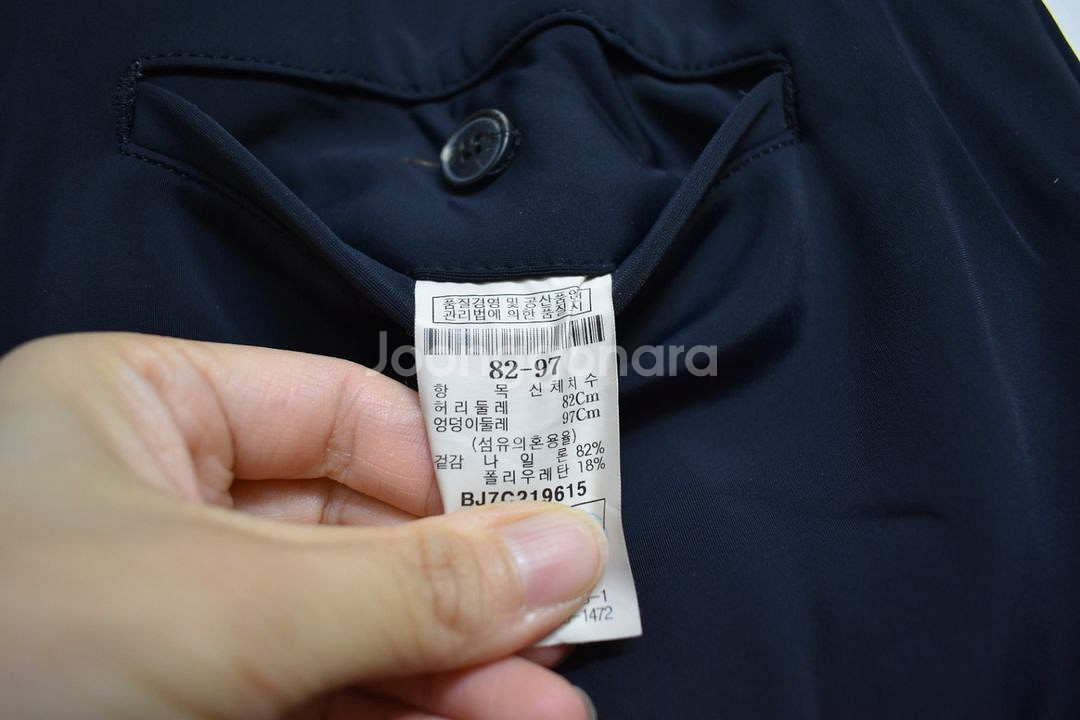 품질경영 및 공산품안
관리법에 의한 품질표시
Joonggonara
82-97
항 목 신체치수
허리둘레 82Cm
엉덩이둘레 97Cm
(섬유의혼용율)
겉감 나일론 82%
폴리우레탄 18%
BJ7C219615
-1
-1472